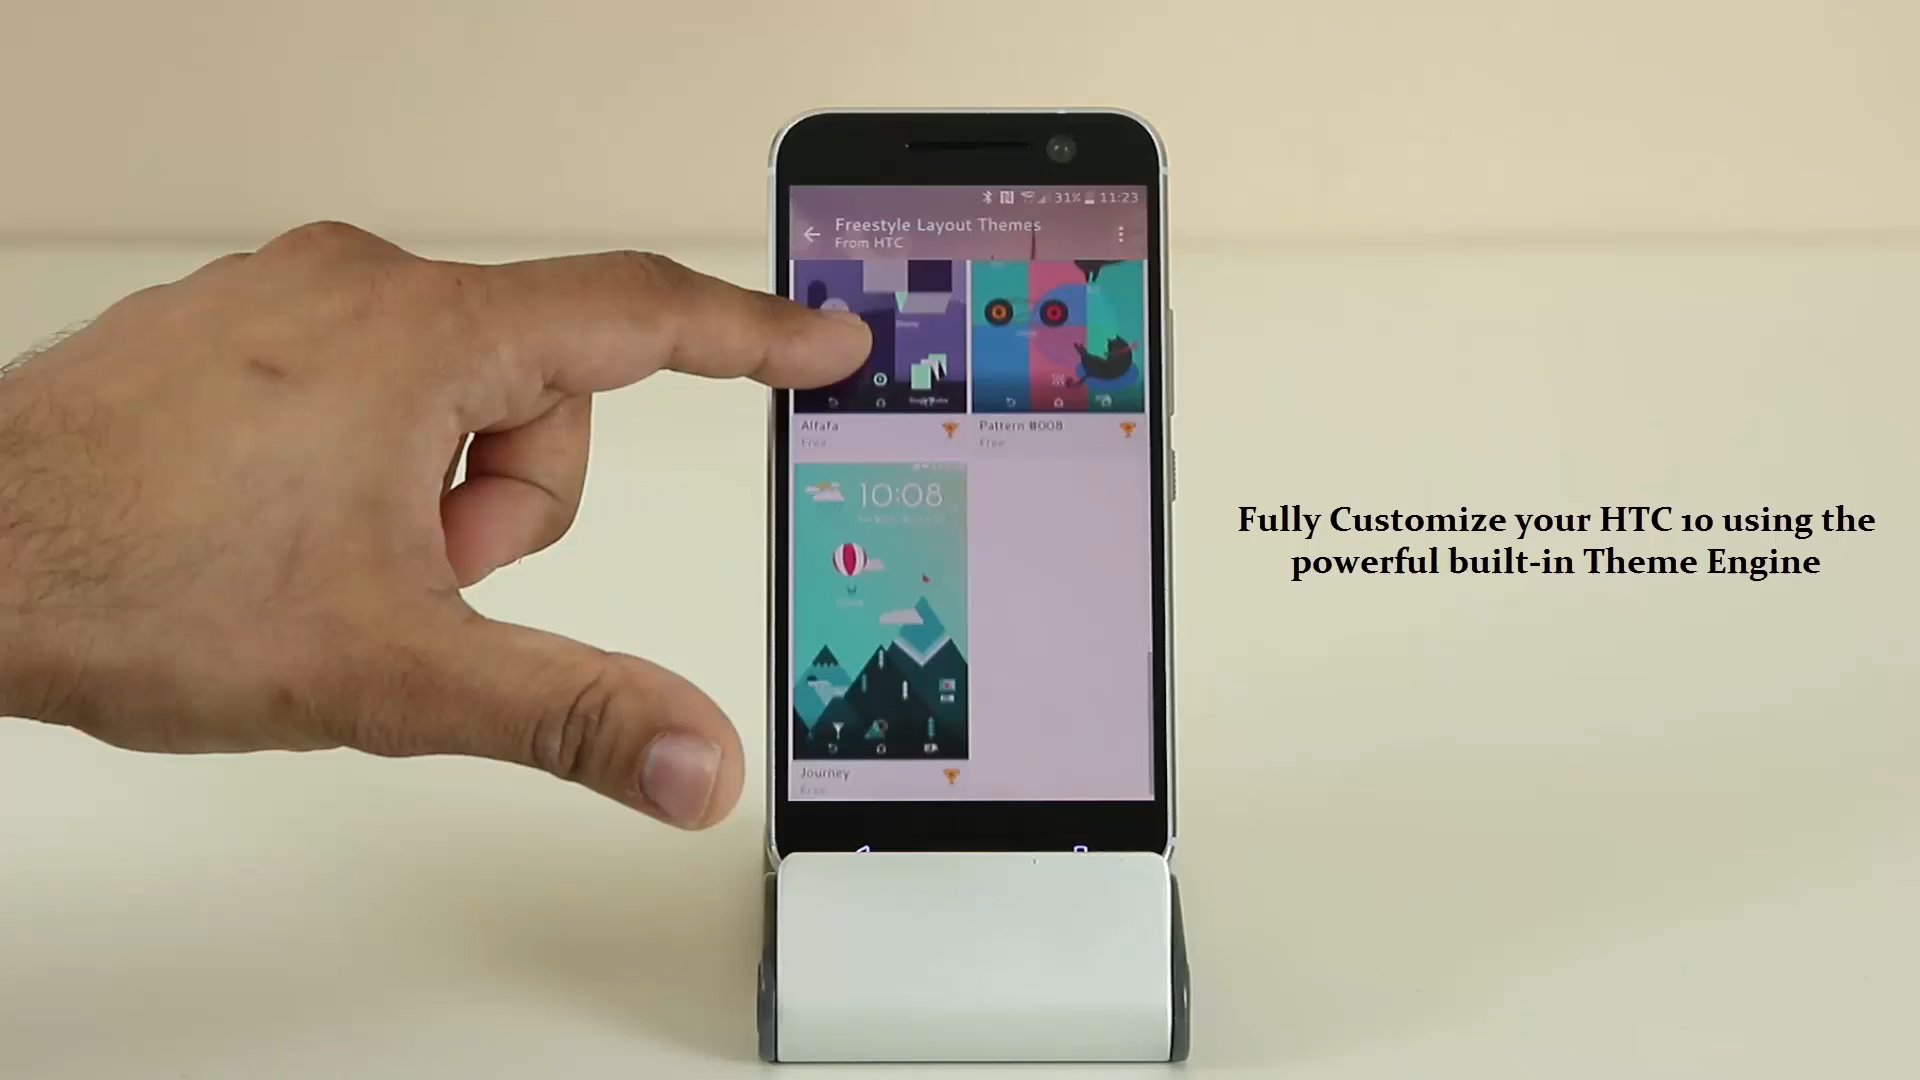 31% 11:23
Freestyle Layout Themes
From HTC
Alfafa
Free
Pattern #008
Free
10:08
Journey
Free
Fully Customize your HTC 10 using the
powerful built-in Theme Engine